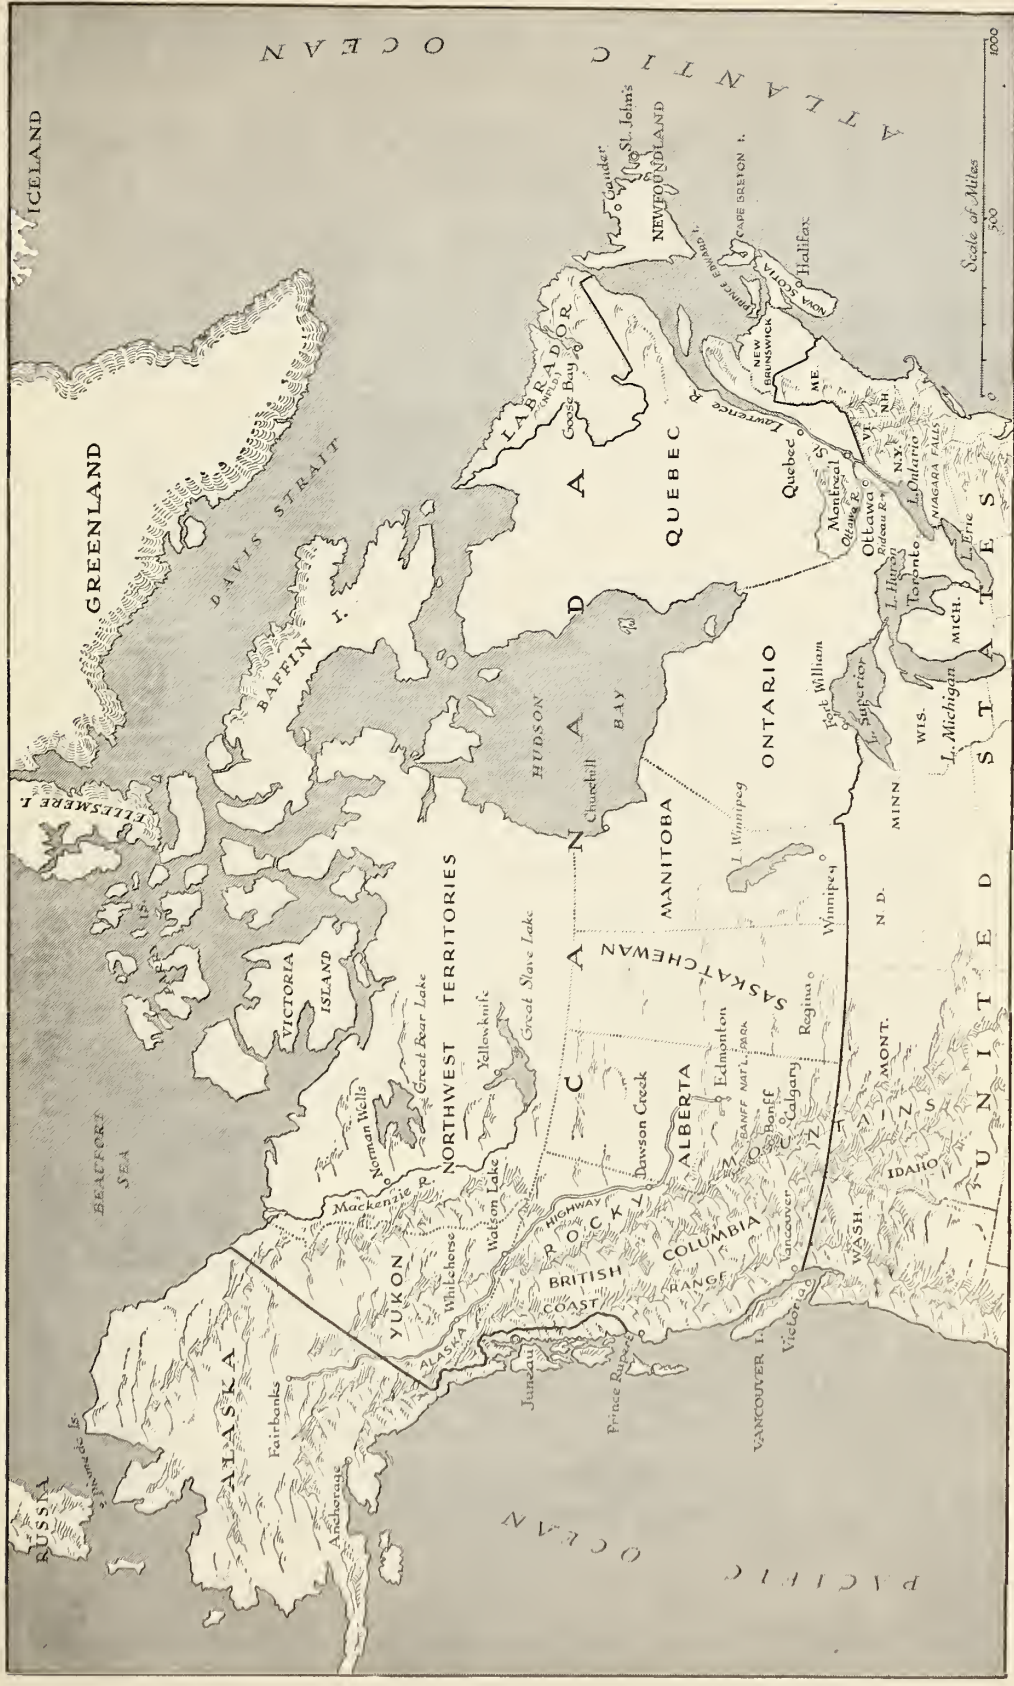 RUSSIA
Diomede Is.
BEAUFORT
SEA
ELLESMERE I.
GREENLAND
ICELAND
PARRY
IS.
VICTORIA
ISLAND
BAFFIN I.
DAVIS STRAIT
ALASKA
Fairbanks
Anchorage
YUKON
Whitehorse
Watson Lake
Mackenzie R.
Norman Wells
Great Bear Lake
NORTHWEST TERRITORIES
Yellowknife
Great Slave Lake
ALASKA
HIGHWAY
Juneau
Prince Rupert
COAST
RANGE
BRITISH
COLUMBIA
ROCKY
MOUNTAINS
Dawson Creek
ALBERTA
Edmonton
BANFF NAT'L. PARK
Banff
Calgary
VANCOUVER I.
Victoria
Vancouver
CANADA
SASKATCHEWAN
Regina
MANITOBA
L. Winnipeg
Winnipeg
Churchill
HUDSON
BAY
ONTARIO
Fort William
L. Superior
QUEBEC
LABRADOR
(NFLD)
Goose Bay
Gander
St. John's
NEWFOUNDLAND
PRINCE EDWARD I.
CAPE BRETON I.
NOVA
SCOTIA
Halifax
NEW
BRUNSWICK
St. Lawrence R.
Quebec
Montreal
Ottawa R.
Ottawa
Rideau R.
Toronto
L. Huron
L. Ontario
NIAGARA FALLS
L. Erie
L. Michigan
ME.
N.H.
VT.
N.Y.
MICH.
WIS.
MINN
N. D.
MONT.
IDAHO
WASH.
UNITED STATES
PACIFIC OCEAN
ATLANTIC OCEAN
Scale of Miles
0 500 1000